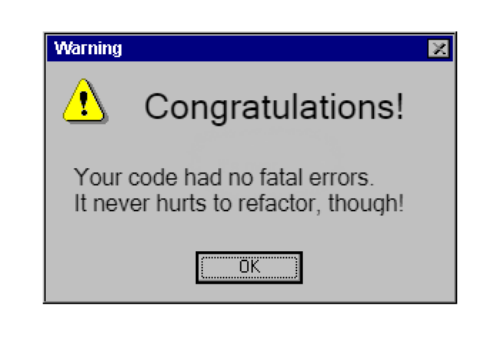 Warning
Congratulations!
Your code had no fatal errors.
It never hurts to refactor, though!
OK